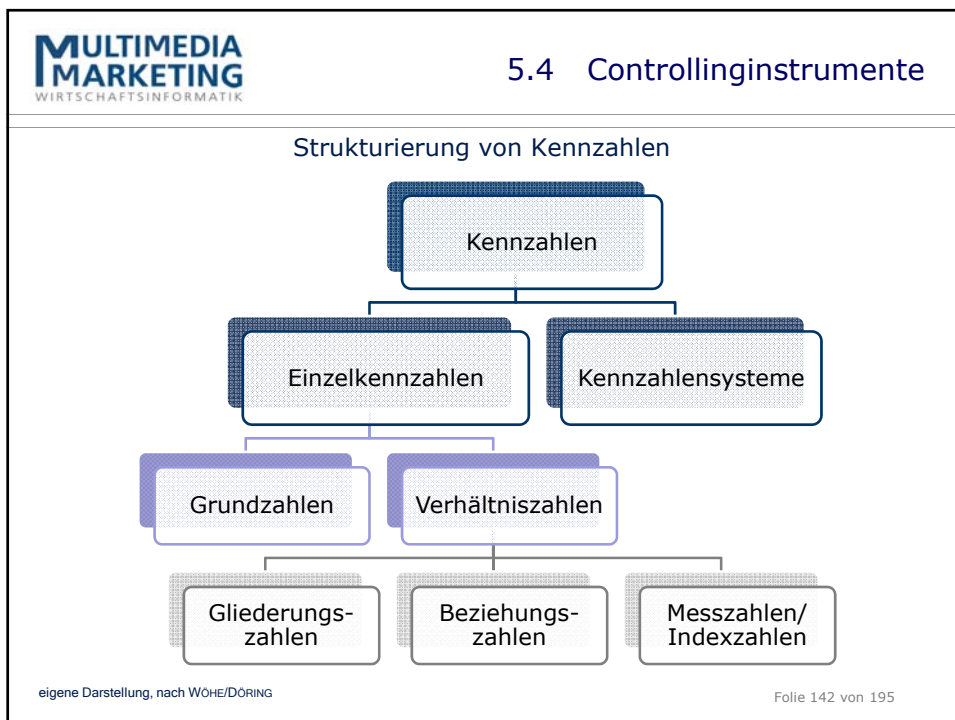 MULTIMEDIA
MARKETING
WIRTSCHAFTSINFORMATIK
5.4 Controllinginstrumente
Strukturierung von Kennzahlen
Kennzahlen
Einzelkennzahlen
Kennzahlensysteme
Grundzahlen
Verhältniszahlen
Gliederungs-
zahlen
Beziehungs-
zahlen
Messzahlen/
Indexzahlen
eigene Darstellung, nach WÖHE/DÖRING
Folie 142 von 195